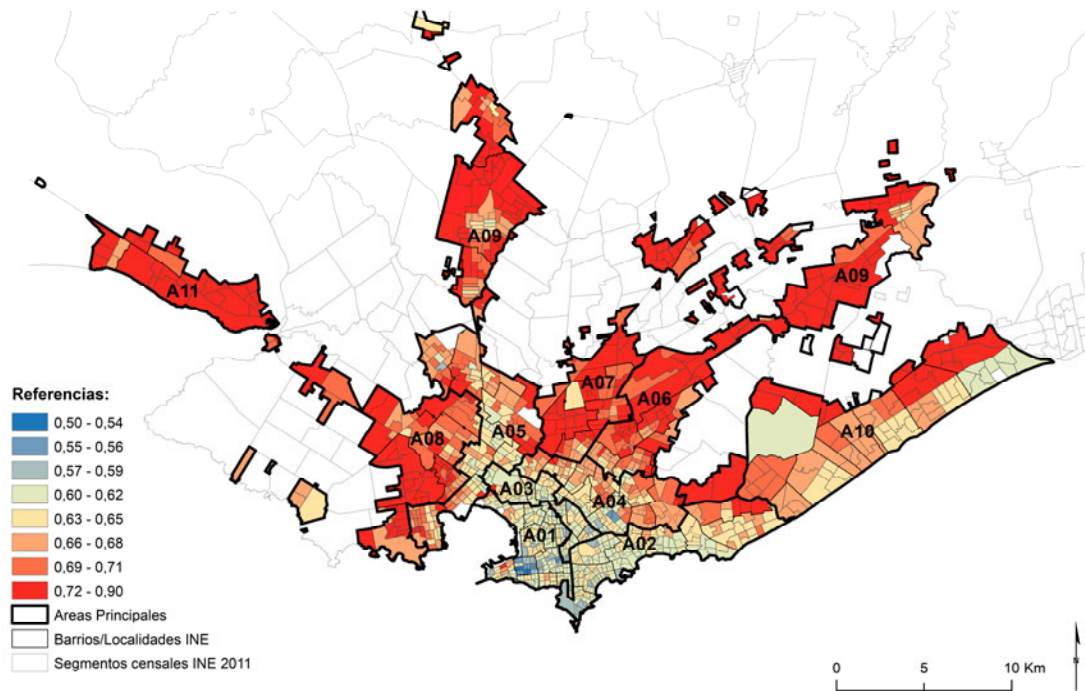 A09
A09
A11
A07
A06
A10
A08
A05
A03
A04
A01
A02
Referencias:
0,50 - 0,54
0,55 - 0,56
0,57 - 0,59
0,60 - 0,62
0,63 - 0,65
0,66 - 0,68
0,69 - 0,71
0,72 - 0,90
Areas Principales
Barrios/Localidades INE
Segmentos censales INE 2011
0 5 10 Km